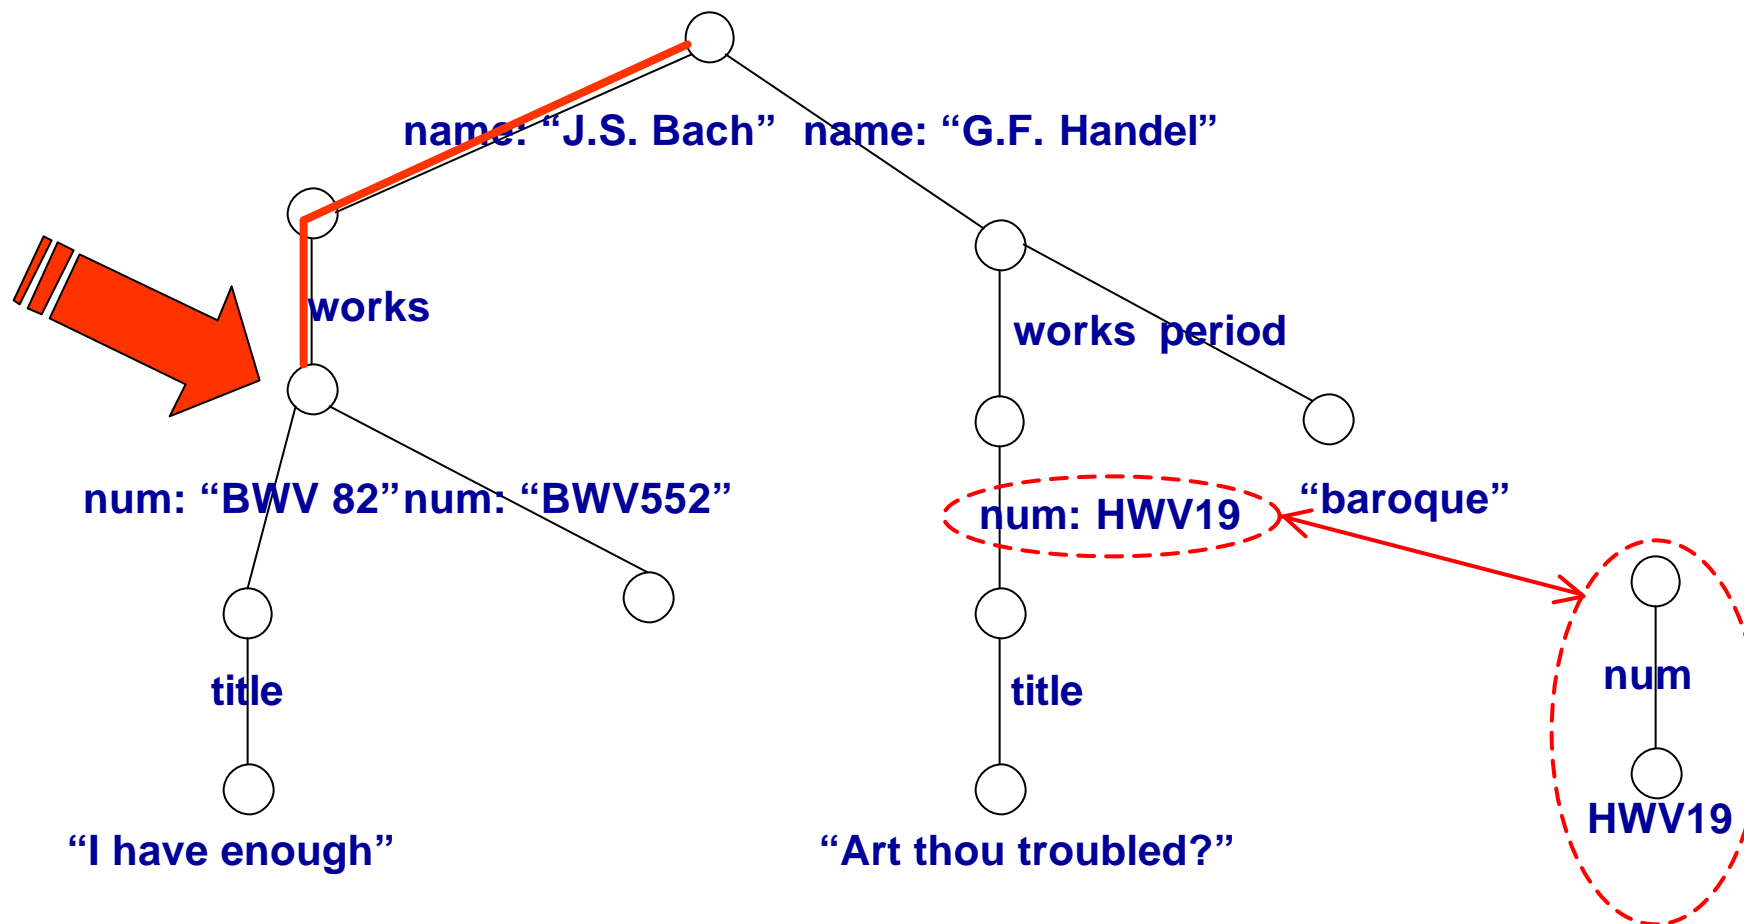 name: “J.S. Bach” name: “G.F. Handel”
works
works period
num: “BWV 82” num: “BWV552”
num: HWV19
“baroque”
title
title
num
HWV19
“I have enough”
“Art thou troubled?”